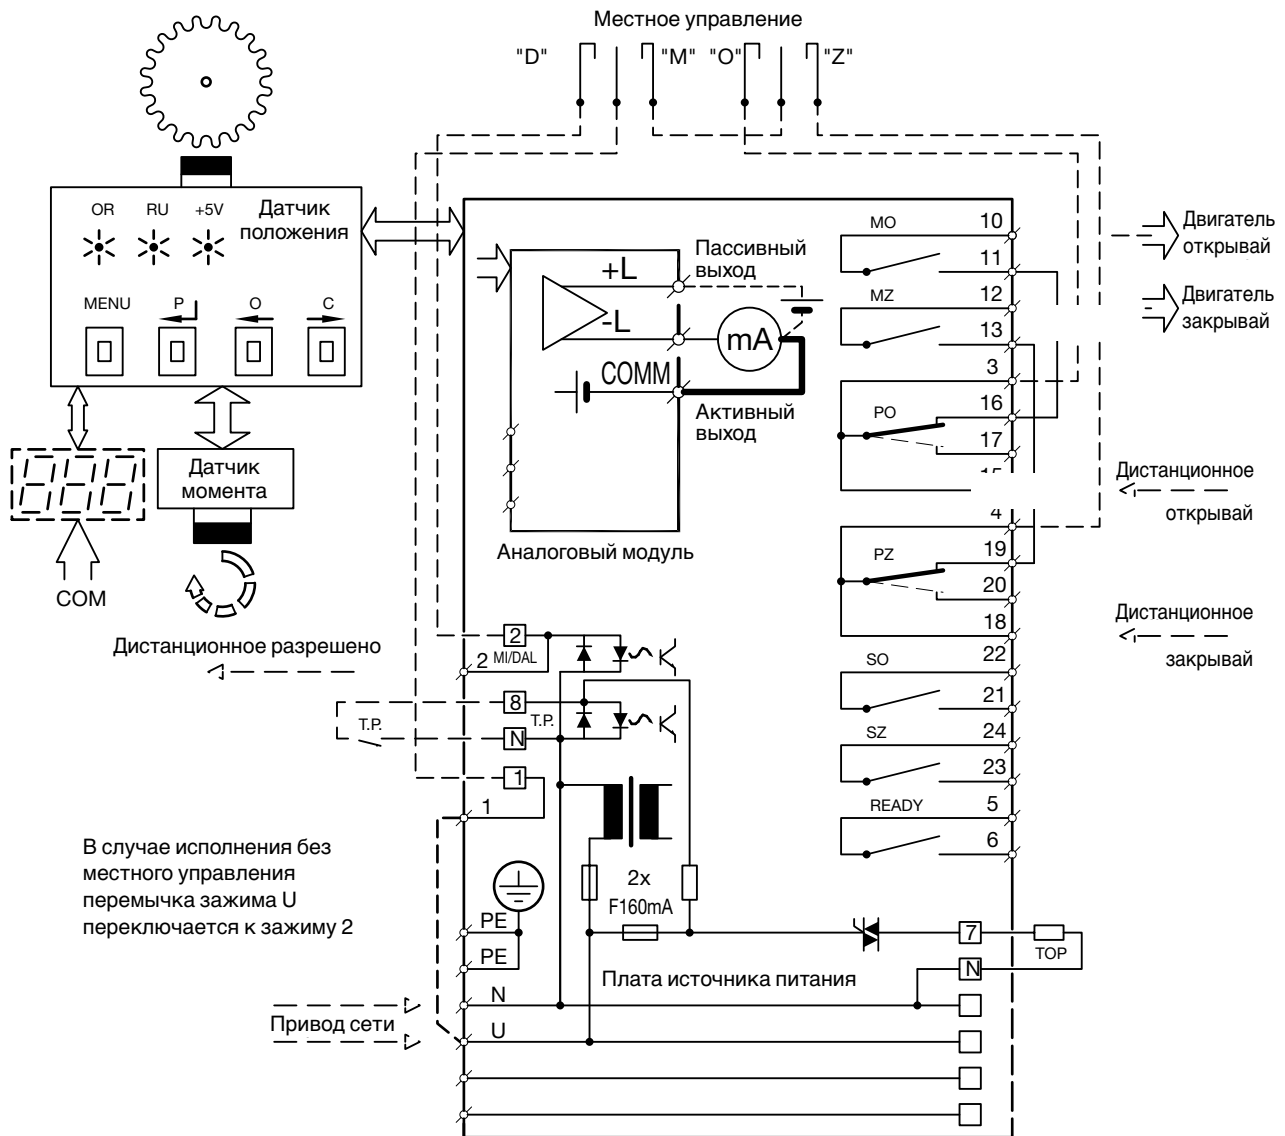 Местное управление
"D" "M" "O" "Z"
OR RU +5V Датчик
положения
MENU P O C
Датчик
момента
COM
Дистанционное разрешено
Пассивный
выход
+L
-L
mA
COMM
Активный
выход
Аналоговый модуль
MO 10
11
MZ 12
13
3
PO 16
17
4
PZ 19
20
18
SO 22
21
SZ 24
23
READY 5
6
Двигатель
открывай
Двигатель
закрывай
Дистанционное
открывай
Дистанционное
закрывай
2
2 MI/DAL
8
T.P. T.P.
N
1
1
В случае исполнения без
местного управления
перемычка зажима U
переключается к зажиму 2
2x
F160mA
PE
PE
7
TOP
N
Плата источника питания
N
Привод сети
U